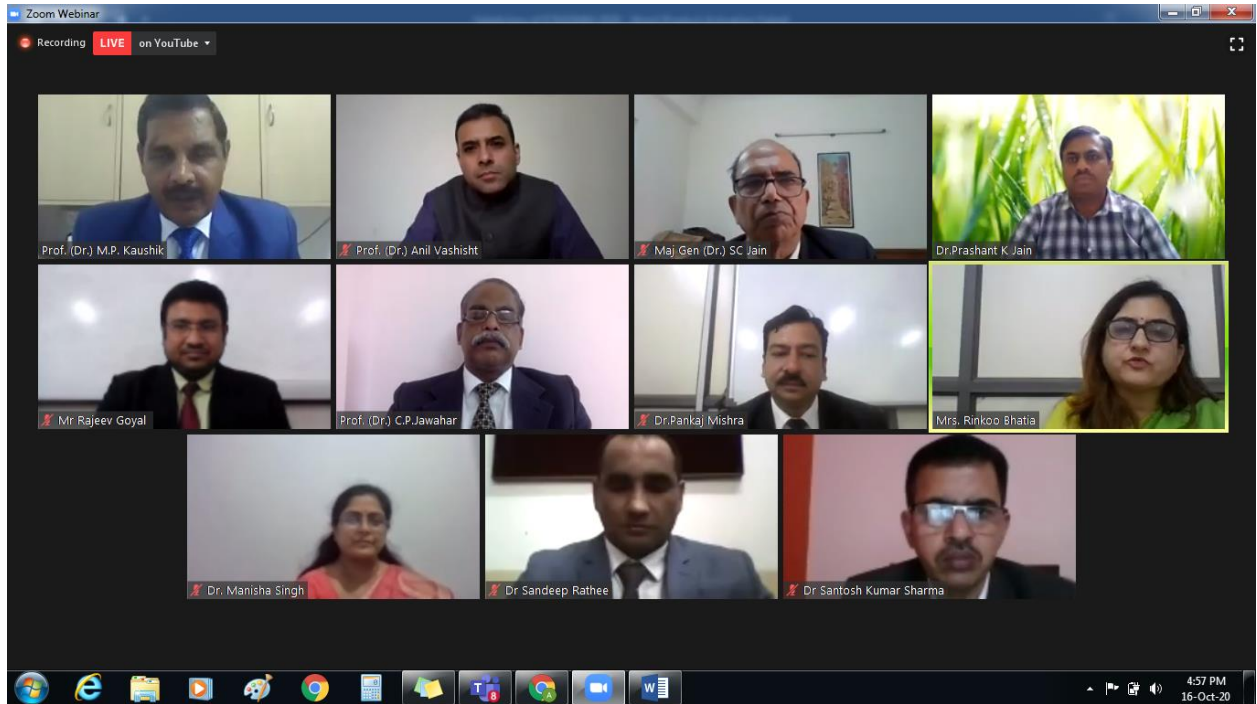 Zoom Webinar
Recording LIVE on YouTube
Prof. (Dr.) M.P. Kaushik
Prof. (Dr.) Anil Vashisht
Maj Gen (Dr.) SC Jain
Dr.Prashant K Jain
Mr Rajeev Goyal
Prof. (Dr.) C.P.Jawahar
Dr.Pankaj Mishra
Mrs. Rinkoo Bhatia
Dr. Manisha Singh
Dr Sandeep Rathee
Dr Santosh Kumar Sharma
4:57 PM
16-Oct-20